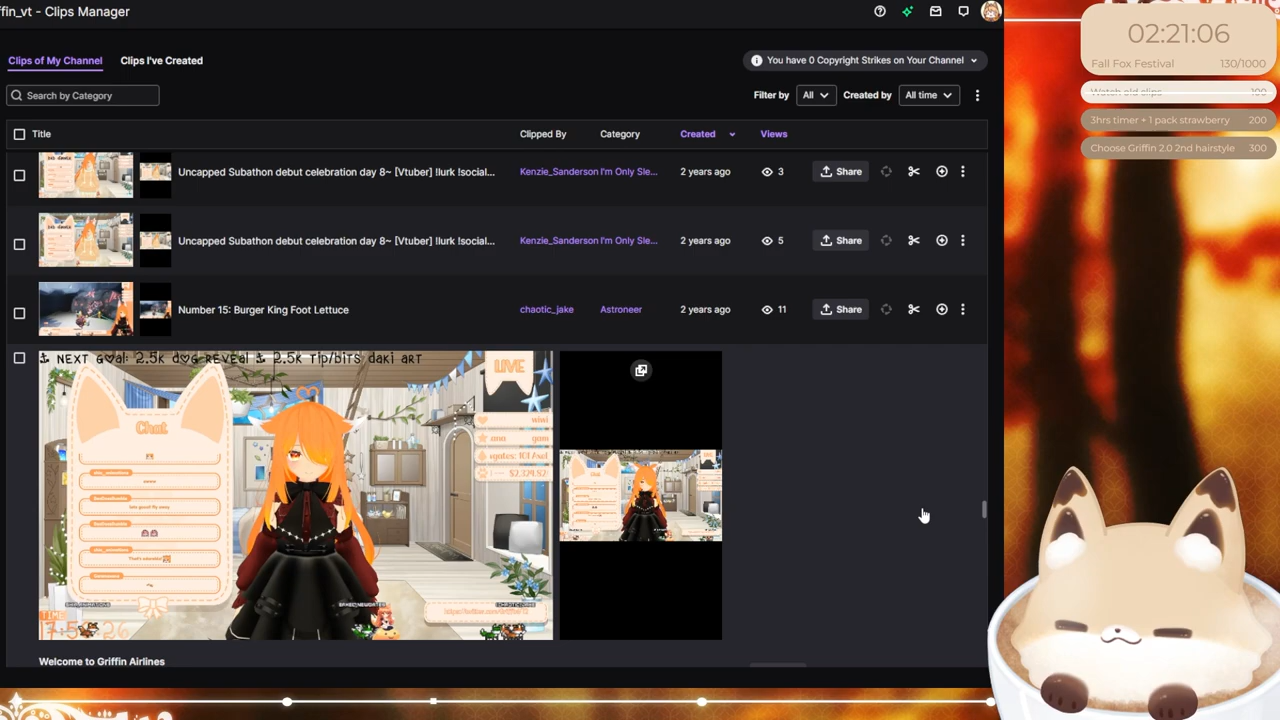 fin_vt - Clips Manager
Clips of My Channel
Clips I've Created
You have 0 Copyright Strikes on Your Channel
Search by Category
Filter by
All
Created by
All time
Title
Clipped By
Category
Created
Views
Uncapped Subathon debut celebration day 8~ [Vtuber] !lurk !social...
Kenzie_Sanderson
I'm Only Sle...
2 years ago
3
Share
Uncapped Subathon debut celebration day 8~ [Vtuber] !lurk !social...
Kenzie_Sanderson
I'm Only Sle...
2 years ago
5
Share
Number 15: Burger King Foot Lettuce
chaotic_jake
Astroneer
2 years ago
11
Share
NEXT GOAL: 2.5k dog reveal 2.5k tip/bits daki art
LIVE
Chat
Welcome to Griffin Airlines
02:21:06
Fall Fox Festival
130/1000
Watch old clips
100
3hrs timer + 1 pack strawberry
200
Choose Griffin 2.0 2nd hairstyle
300